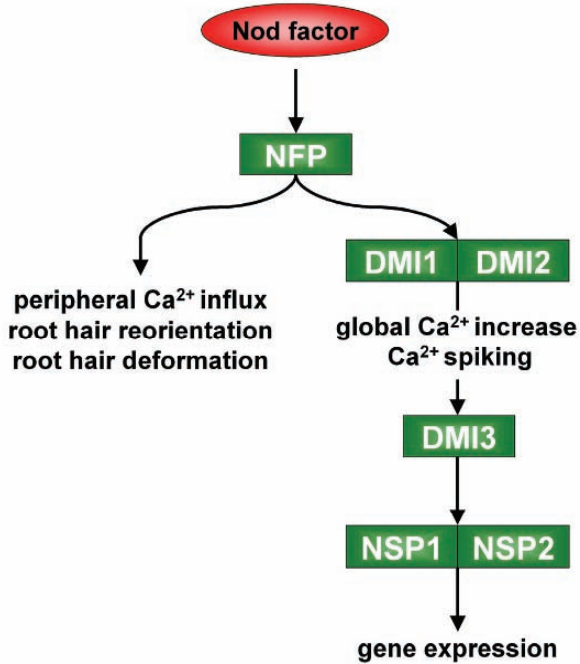 Nod factor
NFP
DMI1 DMI2
peripheral Ca²⁺ influx
root hair reorientation
root hair deformation
global Ca²⁺ increase
Ca²⁺ spiking
DMI3
NSP1 NSP2
gene expression